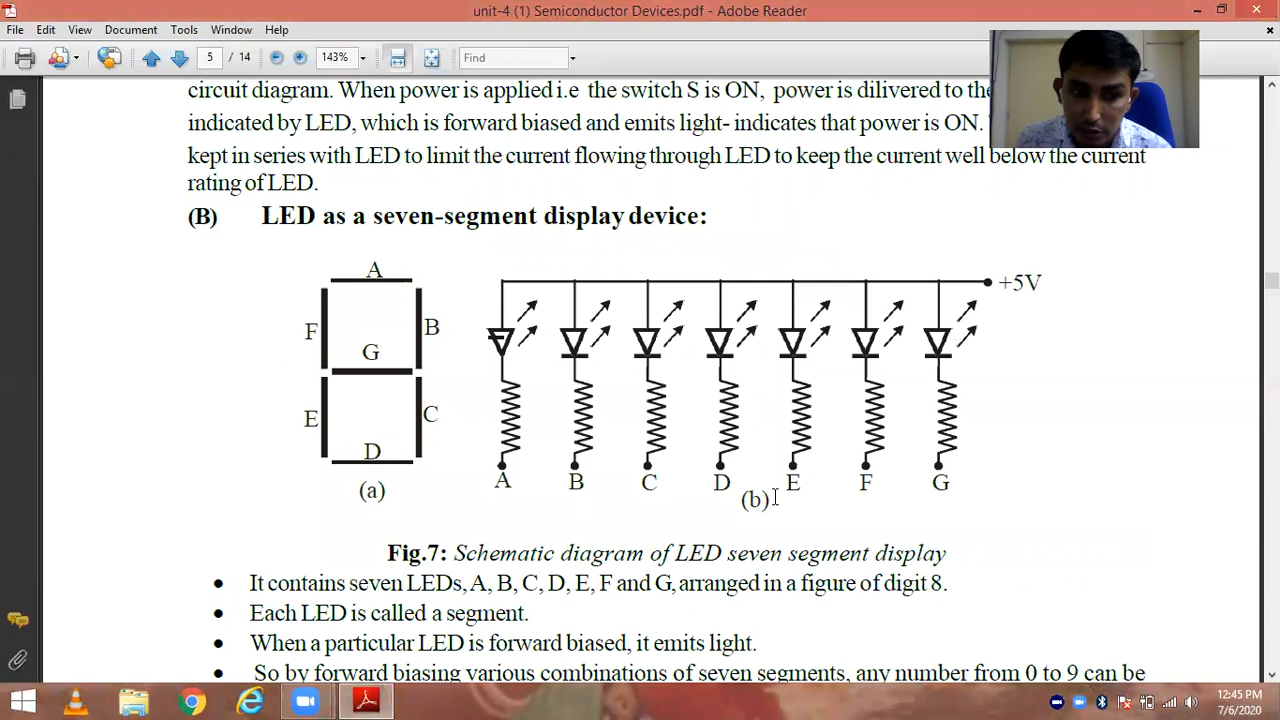 unit-4 (1) Semiconductor Devices.pdf - Adobe Reader
File Edit View Document Tools Window Help
5 / 14 143% Find
circuit diagram. When power is applied i.e the switch S is ON, power is dilivered to the
indicated by LED, which is forward biased and emits light- indicates that power is ON.
kept in series with LED to limit the current flowing through LED to keep the current well below the current
rating of LED.
(B) LED as a seven-segment display device:
A
F B
G
E C
D
(a)
+5V
A B C D E F G
(b)
Fig.7: Schematic diagram of LED seven segment display
• It contains seven LEDs, A, B, C, D, E, F and G, arranged in a figure of digit 8.
• Each LED is called a segment.
• When a particular LED is forward biased, it emits light.
• So by forward biasing various combinations of seven segments, any number from 0 to 9 can be
12:45 PM
7/6/2020